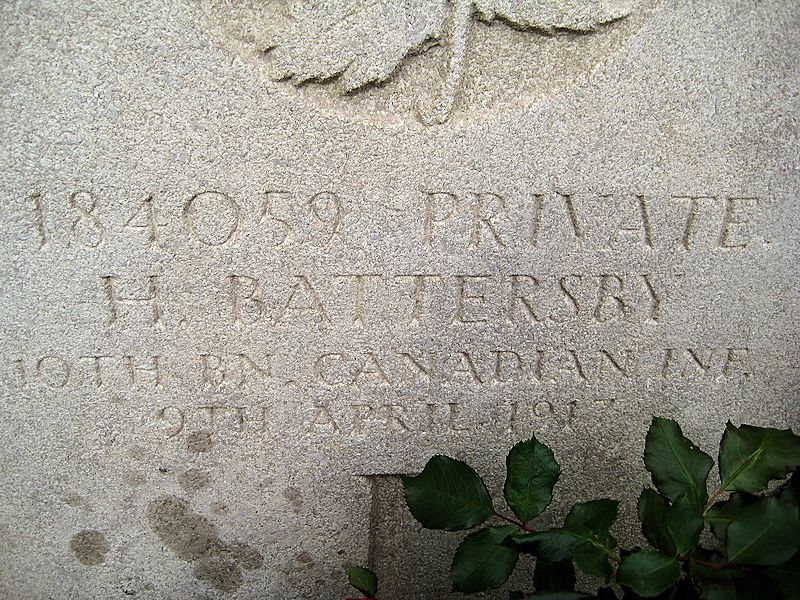 184059 PRIVATE
H. BATTERSBY
10TH BN. CANADIAN INF.
9TH APRIL 1917